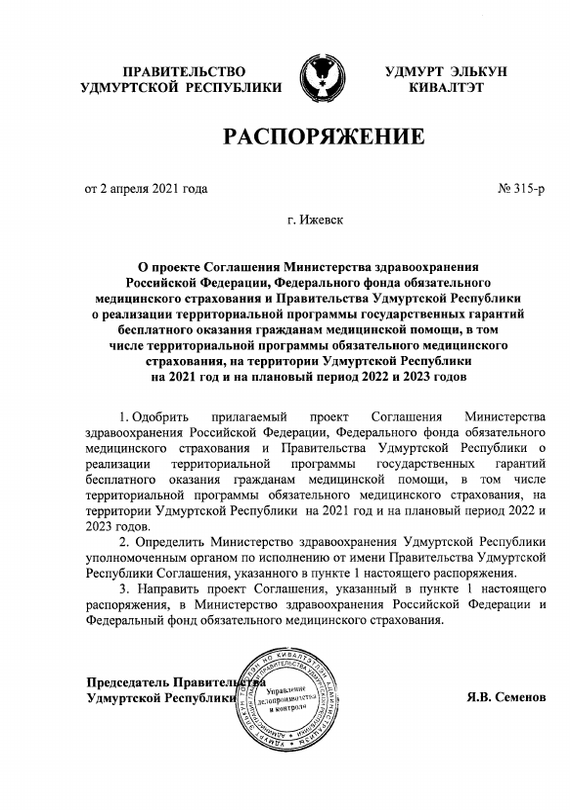 ПРАВИТЕЛЬСТВО
УДМУРТСКОЙ РЕСПУБЛИКИ
УДМУРТ ЭЛЬКУН
КИВАЛТЭТ
РАСПОРЯЖЕНИЕ
от 2 апреля 2021 года
№ 315-р
г. Ижевск
О проекте Соглашения Министерства здравоохранения
Российской Федерации, Федерального фонда обязательного
медицинского страхования и Правительства Удмуртской Республики
о реализации территориальной программы государственных гарантий
бесплатного оказания гражданам медицинской помощи, в том
числе территориальной программы обязательного медицинского
страхования, на территории Удмуртской Республики
на 2021 год и на плановый период 2022 и 2023 годов
1. Одобрить прилагаемый проект Соглашения Министерства
здравоохранения Российской Федерации, Федерального фонда обязательного
медицинского страхования и Правительства Удмуртской Республики о
реализации территориальной программы государственных гарантий
бесплатного оказания гражданам медицинской помощи, в том числе
территориальной программы обязательного медицинского страхования, на
территории Удмуртской Республики на 2021 год и на плановый период 2022 и
2023 годов.
2. Определить Министерство здравоохранения Удмуртской Республики
уполномоченным органом по исполнению от имени Правительства Удмуртской
Республики Соглашения, указанного в пункте 1 настоящего распоряжения.
3. Направить проект Соглашения, указанный в пункте 1 настоящего
распоряжения, в Министерство здравоохранения Российской Федерации и
Федеральный фонд обязательного медицинского страхования.
Председатель Правительства
Удмуртской Республики
Я.В. Семенов
Управление
делопроизводства
и контроля